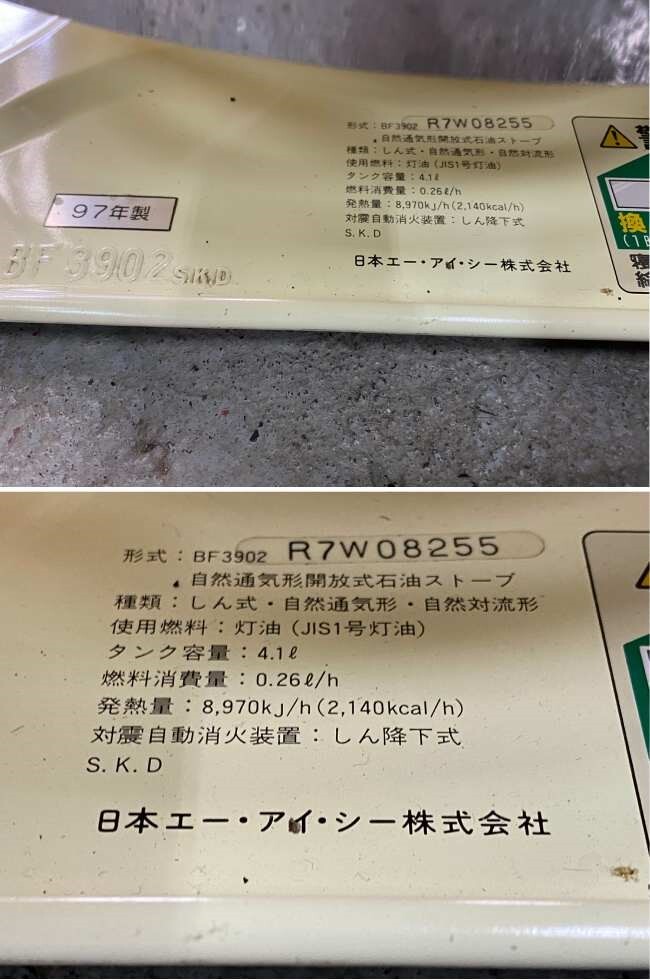 形式：BF3902 R7W08255
自然通気形開放式石油ストーブ
種類：しん式・自然通気形・自然対流形
使用燃料：灯油（JIS1号灯油）
タンク容量：4.1ℓ
燃料消費量：0.26ℓ/h
発熱量：8,970kJ/h(2,140kcal/h)
対震自動消火装置：しん降下式
S.K.D
日本エー・アイ・シー株式会社
97年製
BF 3902 SKD
換
(1
形式：BF3902 R7W08255
自然通気形開放式石油ストーブ
種類：しん式・自然通気形・自然対流形
使用燃料：灯油（JIS1号灯油）
タンク容量：4.1ℓ
燃料消費量：0.26ℓ/h
発熱量：8,970kJ/h(2,140kcal/h)
対震自動消火装置：しん降下式
S.K.D
日本エー・アイ・シー株式会社